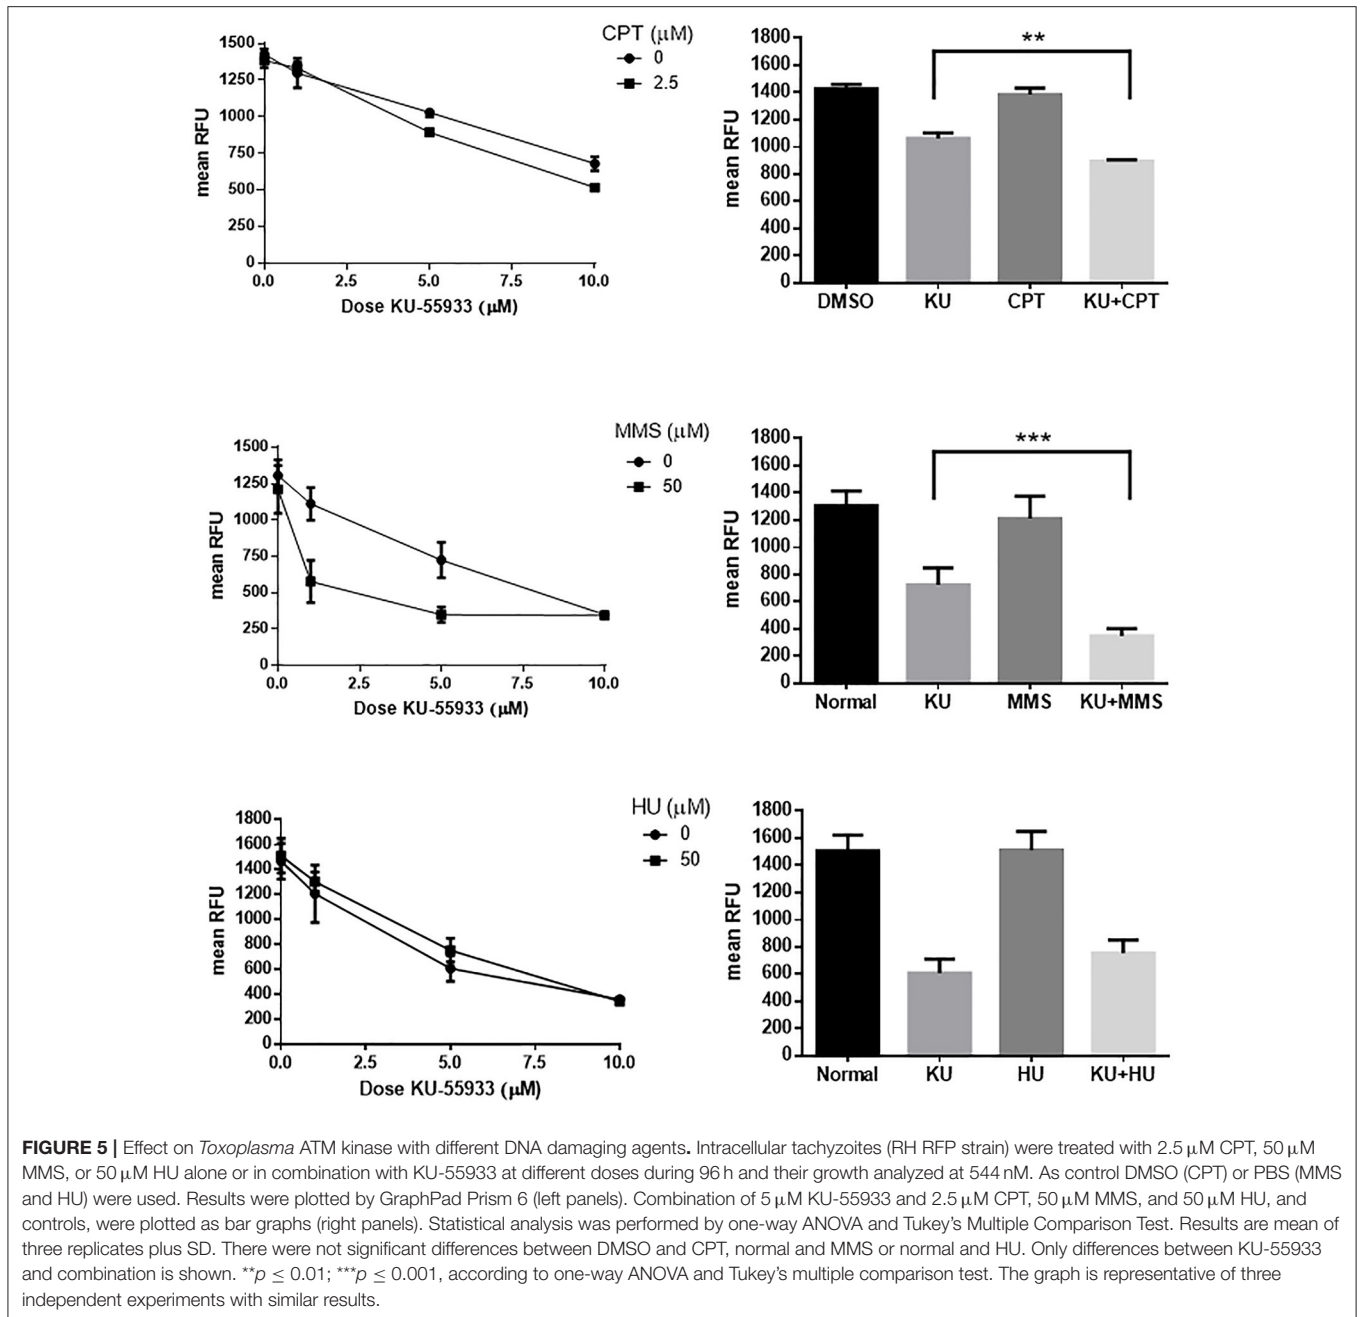 CPT (µM)
0
2.5
1500
1250
1000
750
500
250
0
mean RFU
0.0
2.5
5.0
7.5
10.0
Dose KU-55933 (µM)
1800
1600
1400
1200
1000
800
600
400
200
0
mean RFU
**
DMSO
KU
CPT
KU+CPT
MMS (µM)
0
50
1500
1250
1000
750
500
250
0
mean RFU
0.0
2.5
5.0
7.5
10.0
Dose KU-55933 (µM)
1800
1600
1400
1200
1000
800
600
400
200
0
mean RFU
***
Normal
KU
MMS
KU+MMS
HU (µM)
0
50
1800
1600
1400
1200
1000
800
600
400
200
0
mean RFU
0.0
2.5
5.0
7.5
10.0
Dose KU-55933 (µM)
1800
1600
1400
1200
1000
800
600
400
200
0
mean RFU
Normal
KU
HU
KU+HU
FIGURE 5 | Effect on Toxoplasma ATM kinase with different DNA damaging agents. Intracellular tachyzoites (RH RFP strain) were treated with 2.5 µM CPT, 50 µM
MMS, or 50 µM HU alone or in combination with KU-55933 at different doses during 96 h and their growth analyzed at 544 nM. As control DMSO (CPT) or PBS (MMS
and HU) were used. Results were plotted by GraphPad Prism 6 (left panels). Combination of 5 µM KU-55933 and 2.5 µM CPT, 50 µM MMS, and 50 µM HU, and
controls, were plotted as bar graphs (right panels). Statistical analysis was performed by one-way ANOVA and Tukey's Multiple Comparison Test. Results are mean of
three replicates plus SD. There were not significant differences between DMSO and CPT, normal and MMS or normal and HU. Only differences between KU-55933
and combination is shown. **p ≤ 0.01; ***p ≤ 0.001, according to one-way ANOVA and Tukey's multiple comparison test. The graph is representative of three
independent experiments with similar results.